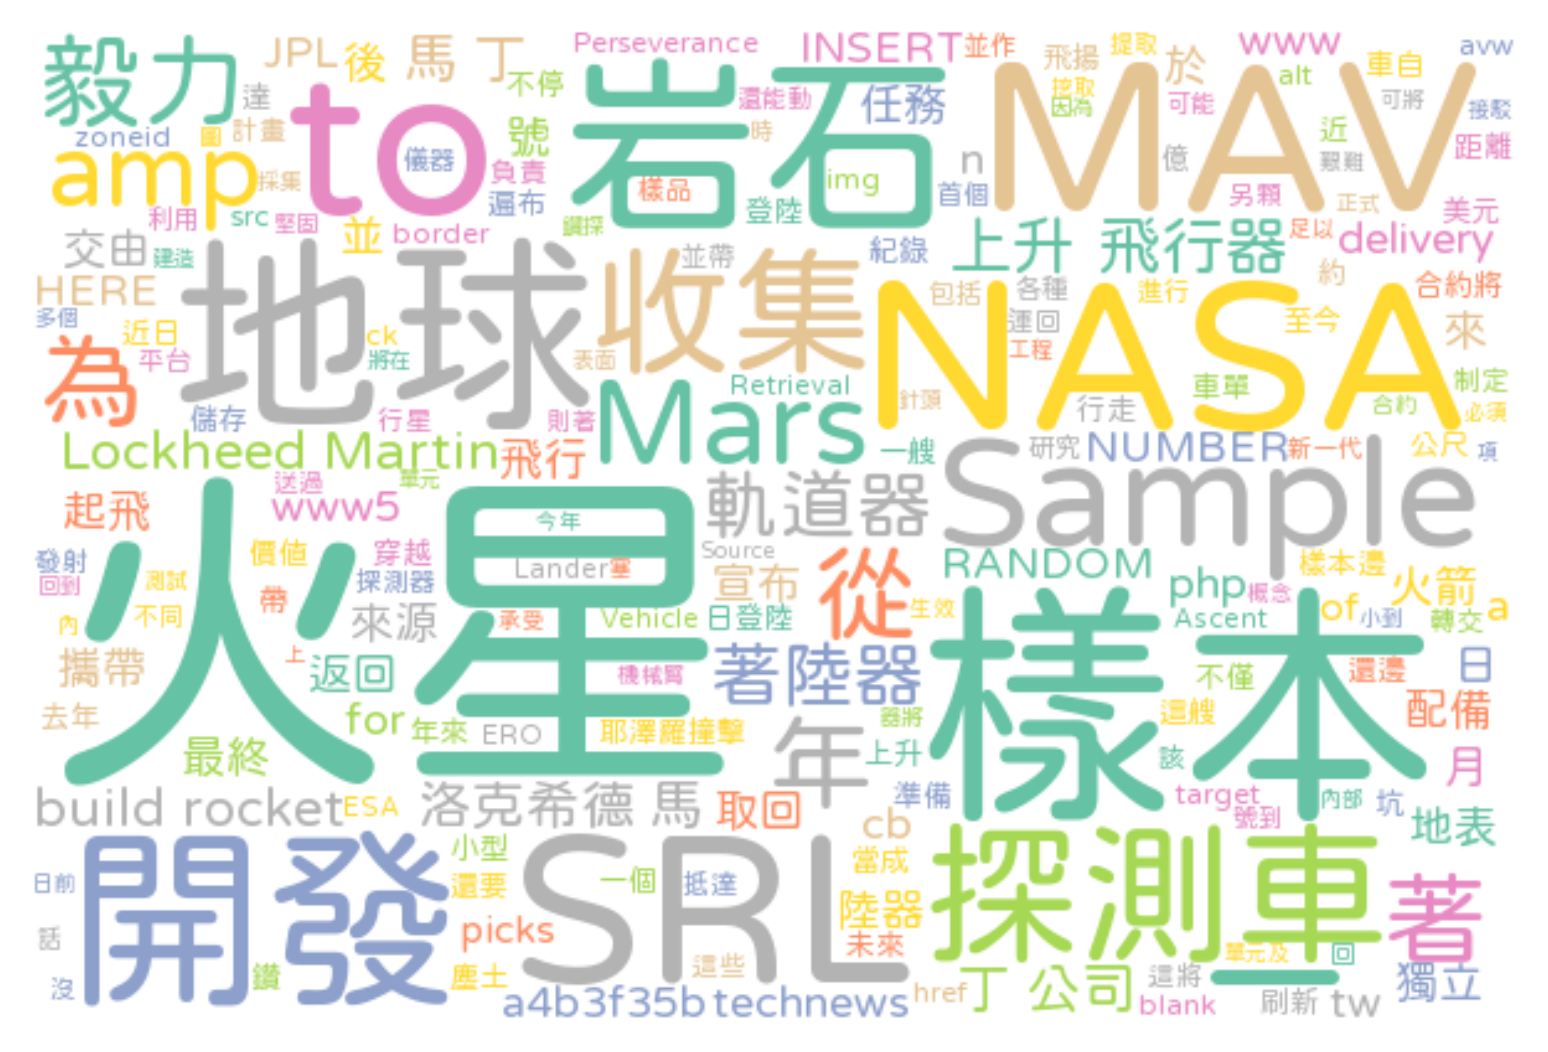 毅力 JPL 後 馬 丁 Perseverance INSERT 並作 飛揚 提取 www avw
達 不停 岩石 還能動 任務 MAV 挖取 於 alt 車自
zoneid 圖 計畫 to 儀器 號 時 n 因為 可能 可將 接駁
amp 採集 負責 樣品 img 首個 億 近 艱難 距離
利用 src 堅固 遍布 鑽探 登陸 另顆 正式 美元
交由 建造 並 border 並帶 紀錄 上升 飛行器 足以 delivery
HERE 地球 收集 包括 各種 進行 約 合約將
多個 近日 ck NASA 運回 至今 來
為 平台 將在 表面 工程
儲存 行星 則著 Mars Retrieval 針頭 行走 車單 合約 制定 必須
Lockheed Martin 飛行 一艘 研究 NUMBER 新一代 公尺 項
送過 單元 軌道器 Sample
起飛 www5 今年
發射 價值 穿越 Source RANDOM 樣本邊
回到 測試 探測器 Lander 塞 宣布 從 php 概念 火箭
火星 帶 內 不同 來源 承受 Vehicle 日登陸 生效 樣本 Ascent of 小到 轉交 a
攜帶 上 返回 機械臂 著陸器 不僅 還邊 日
去年 for 年來 ERO 耶澤羅撞擊 年 器將 這艘 配備
最終 上升 該 月
build rocket ESA 洛克希德 馬 取回 準備 target 內部 坑
cb 號到 地表
開發 小型 SRL 當成 探測車
日前 還要 一個 抵達 陸器 著
話 picks 未來 單元及 回
沒 鑽 塵土 這些 href 丁 公司 這將 獨立
a4b3f35b technews blank 刷新 tw